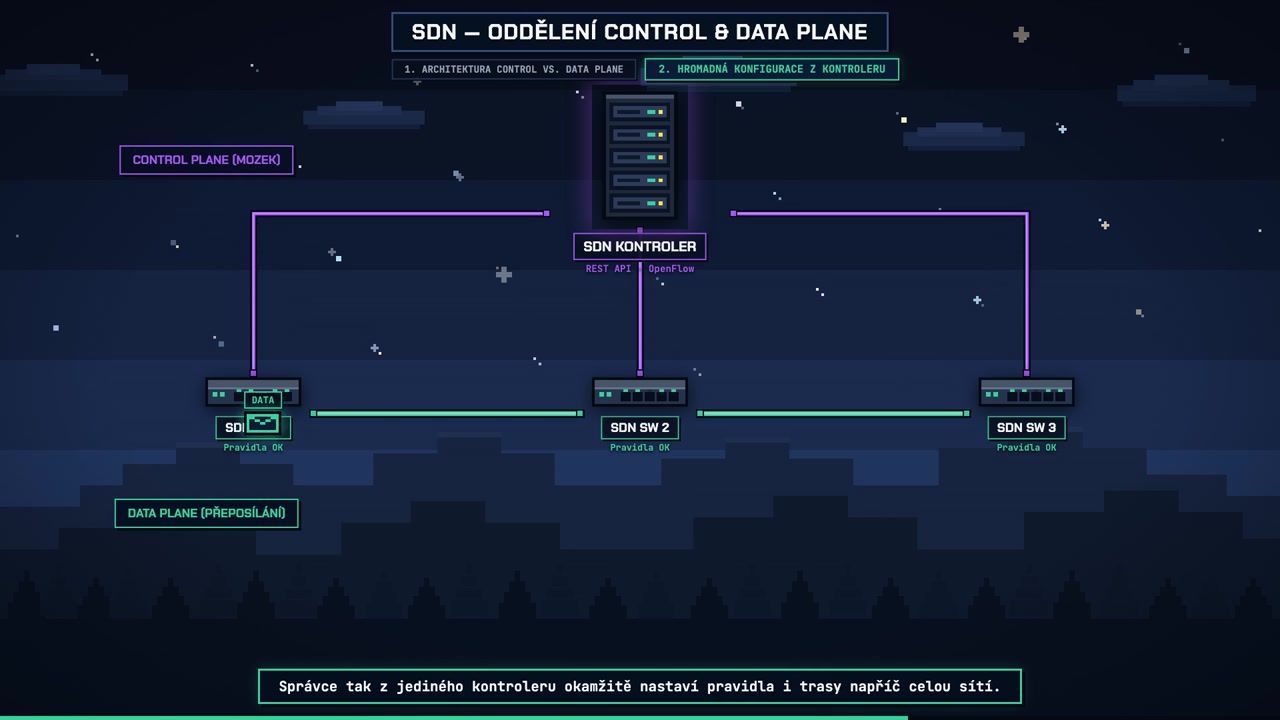 SDN — ODDĚLENÍ CONTROL & DATA PLANE
1. ARCHITEKTURA CONTROL VS. DATA PLANE
2. HROMADNÁ KONFIGURACE Z KONTROLERU
CONTROL PLANE (MOZEK)
SDN KONTROLER
REST API OpenFlow
DATA
SDN SW 2
SDN SW 3
Pravidla OK
Pravidla OK
Pravidla OK
DATA PLANE (PŘEPOSÍLÁNÍ)
Správce tak z jediného kontroleru okamžitě nastaví pravidla i trasy napříč celou sítí.